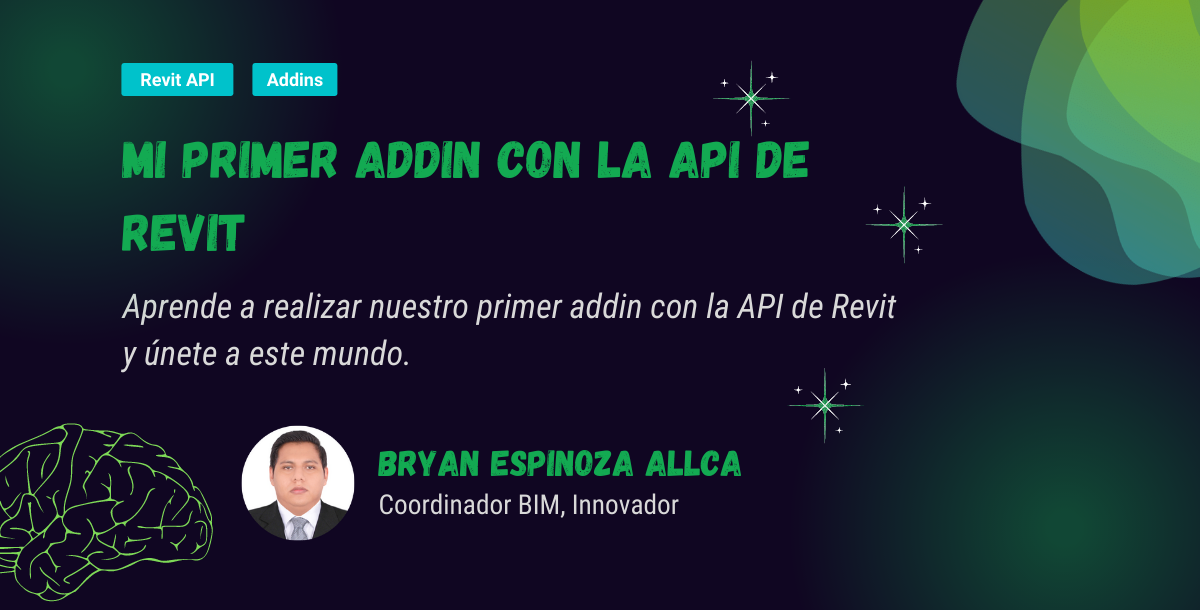 Revit API
Addins
MI PRIMER ADDIN CON LA API DE
REVIT
Aprende a realizar nuestro primer addin con la API de Revit
y únete a este mundo.
BRYAN ESPINOZA ALLCA
Coordinador BIM, Innovador